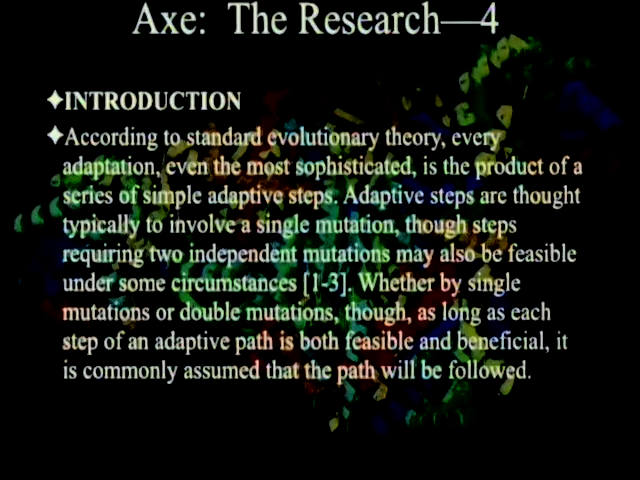 Axe: The Research—4
✦INTRODUCTION
✦According to standard evolutionary theory, every
adaptation, even the most sophisticated, is the product of a
series of simple adaptive steps. Adaptive steps are thought
typically to involve a single mutation, though steps
requiring two independent mutations may also be feasible
under some circumstances [1-3]. Whether by single
mutations or double mutations, though, as long as each
step of an adaptive path is both feasible and beneficial, it
is commonly assumed that the path will be followed.